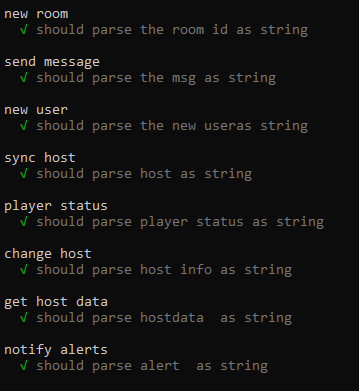 new room
√ should parse the room id as string
send message
√ should parse the msg as string
new user
√ should parse the new useras string
sync host
√ should parse host as string
player status
√ should parse player status as string
change host
√ should parse host info as string
get host data
√ should parse hostdata  as string
notify alerts
√ should parse alert  as string